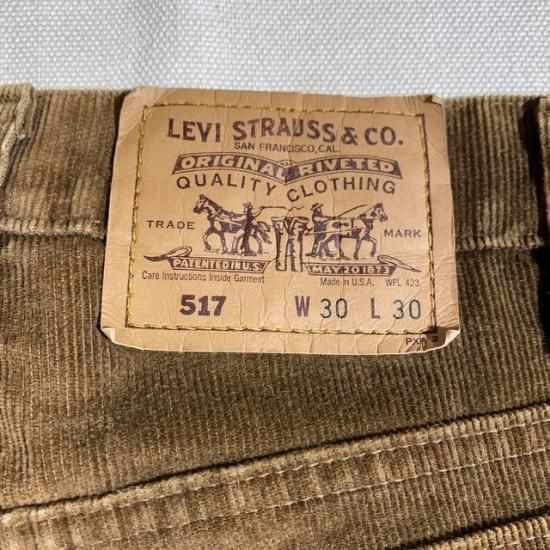 LEVI STRAUSS & CO.
SAN FRANCISCO, CAL.
ORIGINAL RIVETED
QUALITY CLOTHING
TRADE MARK
PATENTED IN U.S. MAY 20 1873
Care Instructions Inside Garment Made in U.S.A. WPL 423
517 W 30 L 30